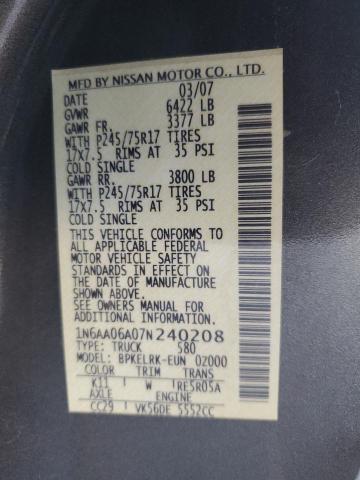 MFD BY NISSAN MOTOR CO., LTD.
DATE 03/07
GVWR 6422 LB
GAWR FR. 3377 LB
WITH P245/75R17 TIRES
17X7.5 RIMS AT 35 PSI
COLD SINGLE
GAWR RR. 3800 LB
WITH P245/75R17 TIRES
17X7.5 RIMS AT 35 PSI
COLD SINGLE
THIS VEHICLE CONFORMS TO
ALL APPLICABLE FEDERAL
MOTOR VEHICLE SAFETY
STANDARDS IN EFFECT ON
THE DATE OF MANUFACTURE
SHOWN ABOVE.
SEE OWNERS MANUAL FOR
ADDITIONAL INFORMATION
1N6AA06A07N240208
TYPE: TRUCK 580
MODEL: BPKELRK-EUN 0Z000
COLOR TRIM TRANS
K11 W RE5R05A
AXLE ENGINE
CC29 VK56DE 5552CC